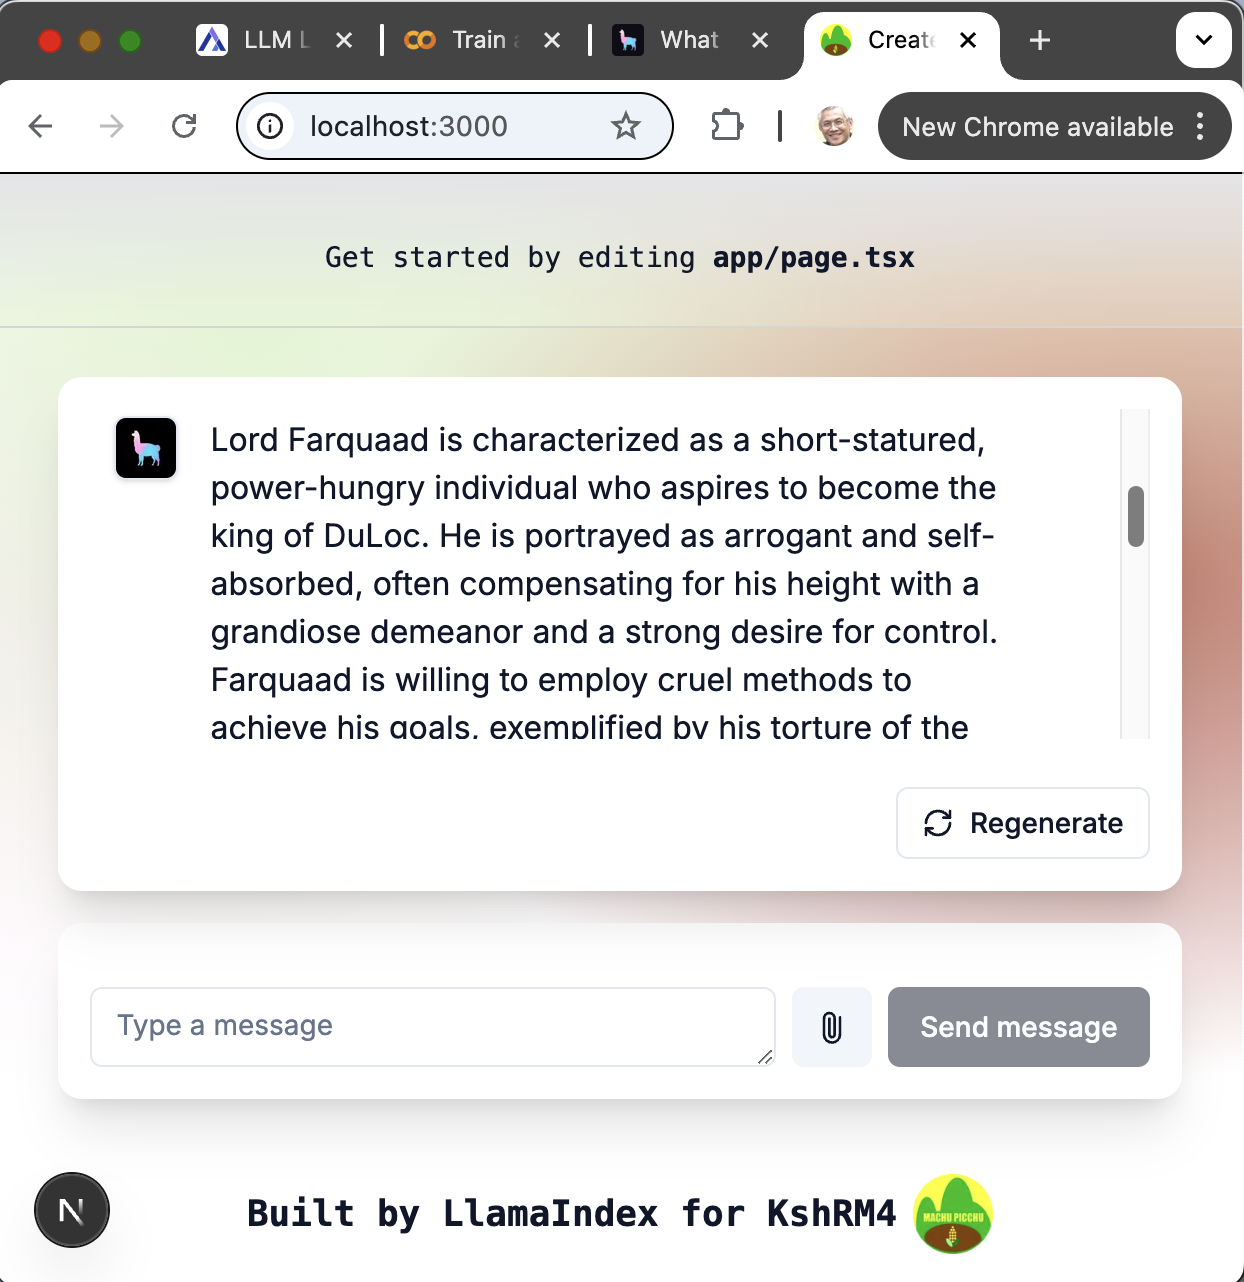 LLM L
Train a
What
Create
localhost:3000
New Chrome available
Get started by editing app/page.tsx
Lord Farquaad is characterized as a short-statured,
power-hungry individual who aspires to become the
king of DuLoc. He is portrayed as arrogant and self-
absorbed, often compensating for his height with a
grandiose demeanor and a strong desire for control.
Farquaad is willing to employ cruel methods to
achieve his goals, exemplified by his torture of the
Regenerate
Type a message
Send message
N
Built by LlamaIndex for KshRM4
MACHU PICCHU